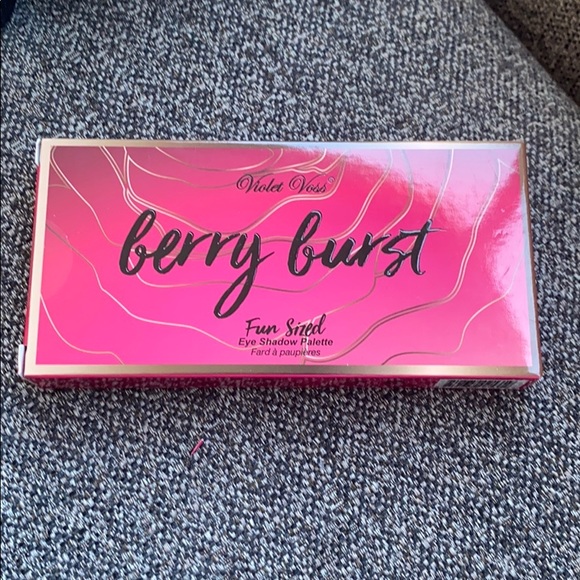 Violet Voss®
berry burst
Fun Sized
Eye Shadow Palette
Fard à paupières